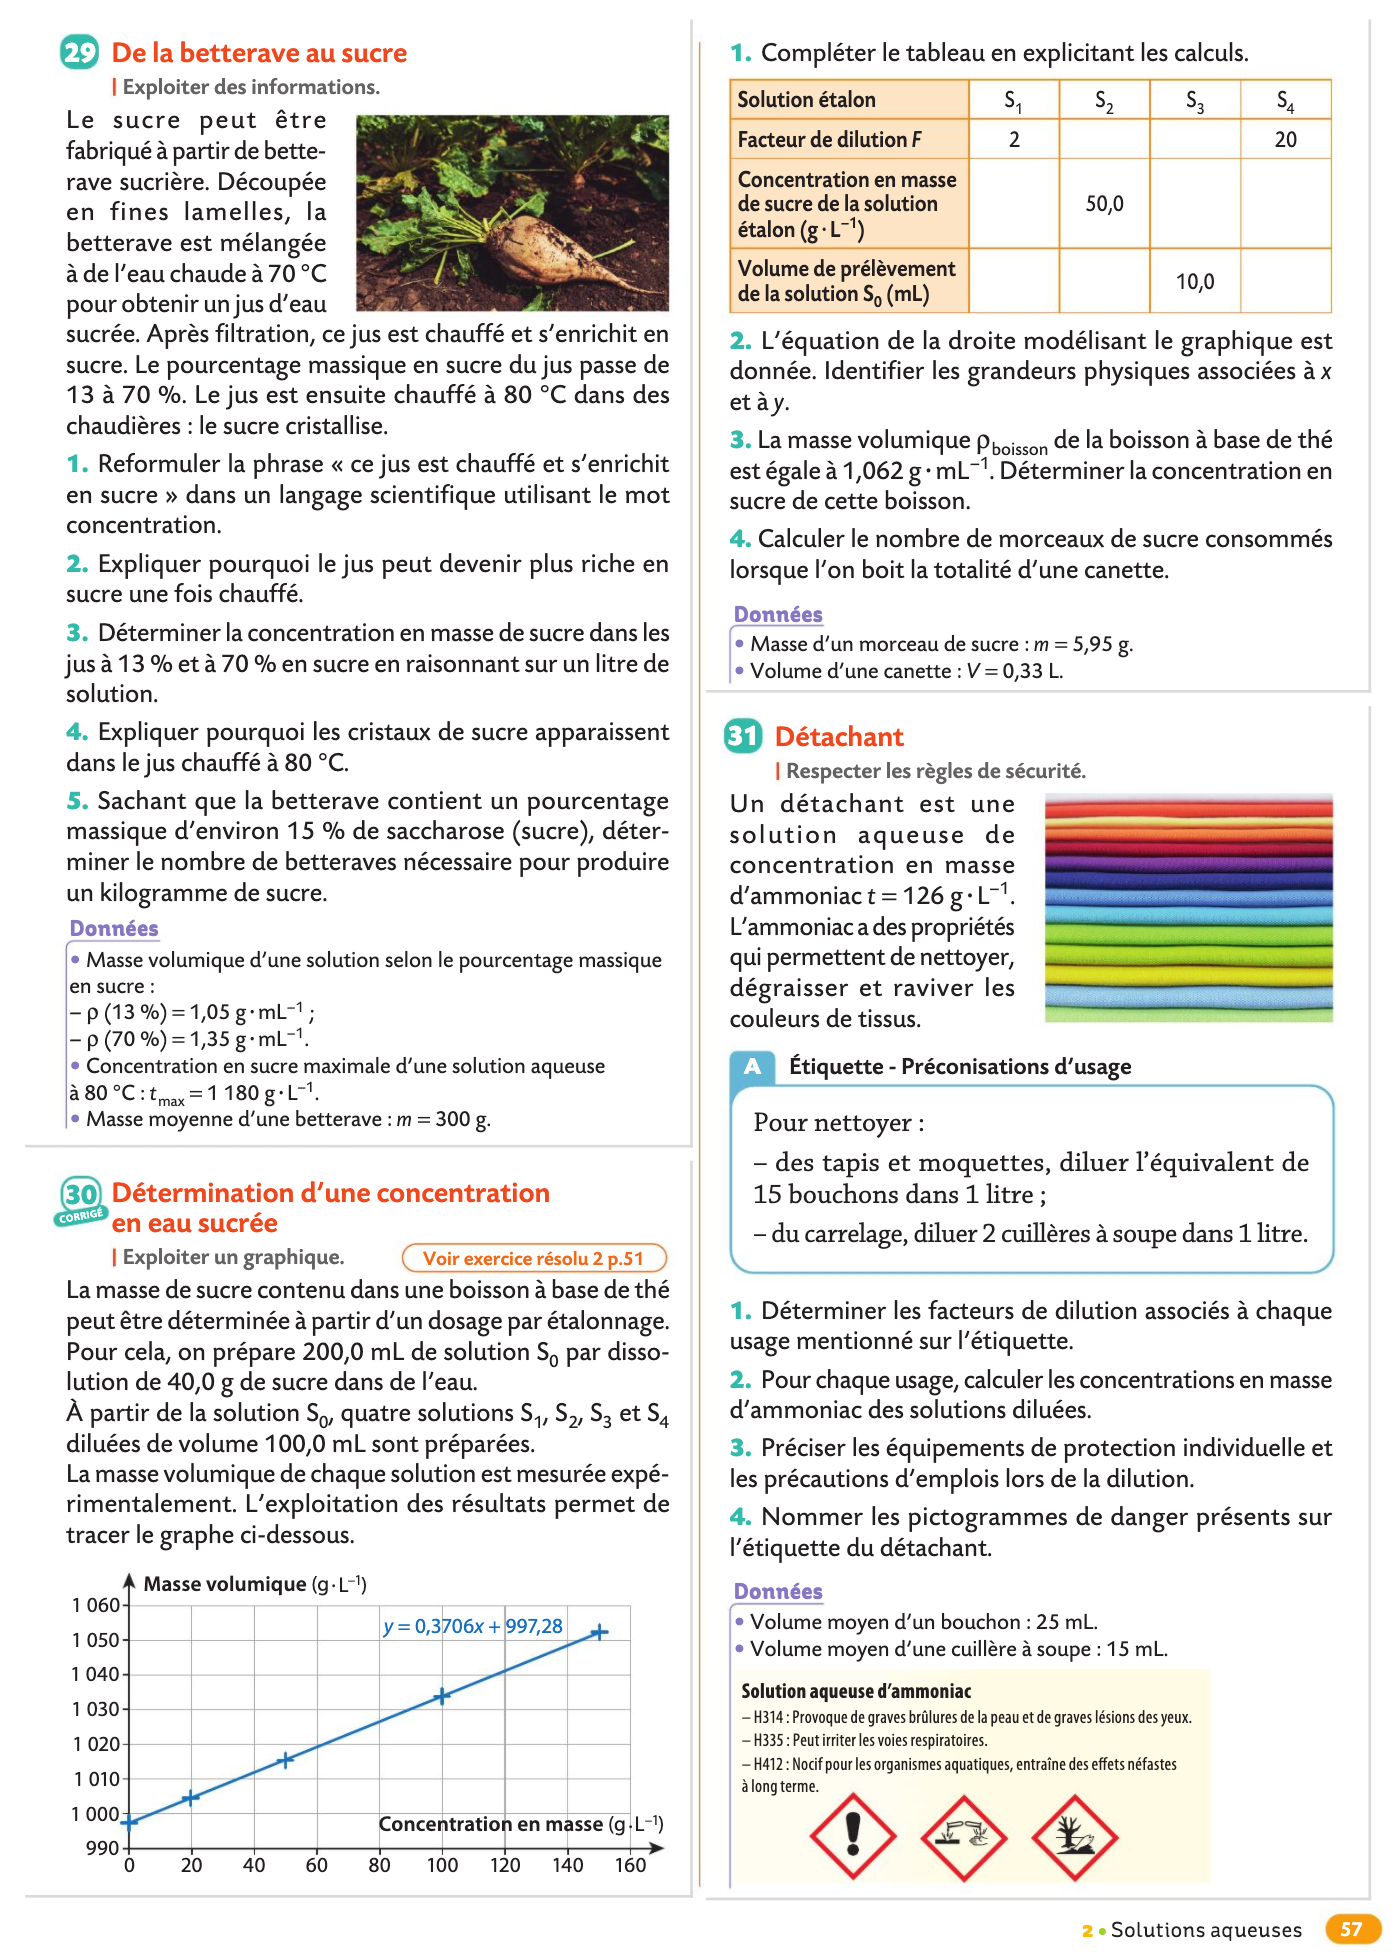 29 De la betterave au sucre
| Exploiter des informations.
Le sucre peut être
fabriqué à partir de bette-
rave sucrière. Découpée
en fines lamelles, la
betterave est mélangée
à de l'eau chaude à 70 °C
pour obtenir un jus d'eau
sucrée. Après filtration, ce jus est chauffé et s'enrichit en
sucre. Le pourcentage massique en sucre du jus passe de
13 à 70 %. Le jus est ensuite chauffé à 80 °C dans des
chaudières : le sucre cristallise.
1. Reformuler la phrase « ce jus est chauffé et s'enrichit
en sucre » dans un langage scientifique utilisant le mot
concentration.
2. Expliquer pourquoi le jus peut devenir plus riche en
sucre une fois chauffé.
3. Déterminer la concentration en masse de sucre dans les
jus à 13 % et à 70 % en sucre en raisonnant sur un litre de
solution.
4. Expliquer pourquoi les cristaux de sucre apparaissent
dans le jus chauffé à 80 °C.
5. Sachant que la betterave contient un pourcentage
massique d'environ 15 % de saccharose (sucre), déter-
miner le nombre de betteraves nécessaire pour produire
un kilogramme de sucre.
Données
• Masse volumique d'une solution selon le pourcentage massique
en sucre :
– ρ (13 %) = 1,05 g·mL⁻¹ ;
– ρ (70 %) = 1,35 g·mL⁻¹.
• Concentration en sucre maximale d'une solution aqueuse
à 80 °C : tmax = 1 180 g·L⁻¹.
• Masse moyenne d'une betterave : m = 300 g.
30 Détermination d'une concentration
CORRIGÉ en eau sucrée
| Exploiter un graphique. Voir exercice résolu 2 p.51
La masse de sucre contenu dans une boisson à base de thé
peut être déterminée à partir d'un dosage par étalonnage.
Pour cela, on prépare 200,0 mL de solution S₀ par disso-
lution de 40,0 g de sucre dans de l'eau.
À partir de la solution S₀, quatre solutions S₁, S₂, S₃ et S₄
diluées de volume 100,0 mL sont préparées.
La masse volumique de chaque solution est mesurée expé-
rimentalement. L'exploitation des résultats permet de
tracer le graphe ci-dessous.
Masse volumique (g·L⁻¹)
1 060
y = 0,3706x + 997,28
1 050
1 040
1 030
1 020
1 010
1 000
Concentration en masse (g·L⁻¹)
990
0 20 40 60 80 100 120 140 160
1. Compléter le tableau en explicitant les calculs.
Solution étalon S₁ S₂ S₃ S₄
Facteur de dilution F 2 20
Concentration en masse
de sucre de la solution 50,0
étalon (g·L⁻¹)
Volume de prélèvement
de la solution S₀ (mL) 10,0
2. L'équation de la droite modélisant le graphique est
donnée. Identifier les grandeurs physiques associées à x
et à y.
3. La masse volumique ρboisson de la boisson à base de thé
est égale à 1,062 g·mL⁻¹. Déterminer la concentration en
sucre de cette boisson.
4. Calculer le nombre de morceaux de sucre consommés
lorsque l'on boit la totalité d'une canette.
Données
• Masse d'un morceau de sucre : m = 5,95 g.
• Volume d'une canette : V = 0,33 L.
31 Détachant
| Respecter les règles de sécurité.
Un détachant est une
solution aqueuse de
concentration en masse
d'ammoniac t = 126 g·L⁻¹.
L'ammoniac a des propriétés
qui permettent de nettoyer,
dégraisser et raviver les
couleurs de tissus.
A Étiquette - Préconisations d'usage
Pour nettoyer :
– des tapis et moquettes, diluer l'équivalent de
15 bouchons dans 1 litre ;
– du carrelage, diluer 2 cuillères à soupe dans 1 litre.
1. Déterminer les facteurs de dilution associés à chaque
usage mentionné sur l'étiquette.
2. Pour chaque usage, calculer les concentrations en masse
d'ammoniac des solutions diluées.
3. Préciser les équipements de protection individuelle et
les précautions d'emplois lors de la dilution.
4. Nommer les pictogrammes de danger présents sur
l'étiquette du détachant.
Données
• Volume moyen d'un bouchon : 25 mL.
• Volume moyen d'une cuillère à soupe : 15 mL.
Solution aqueuse d'ammoniac
– H314 : Provoque de graves brûlures de la peau et de graves lésions des yeux.
– H335 : Peut irriter les voies respiratoires.
– H412 : Nocif pour les organismes aquatiques, entraîne des effets néfastes
à long terme.
2 • Solutions aqueuses 57